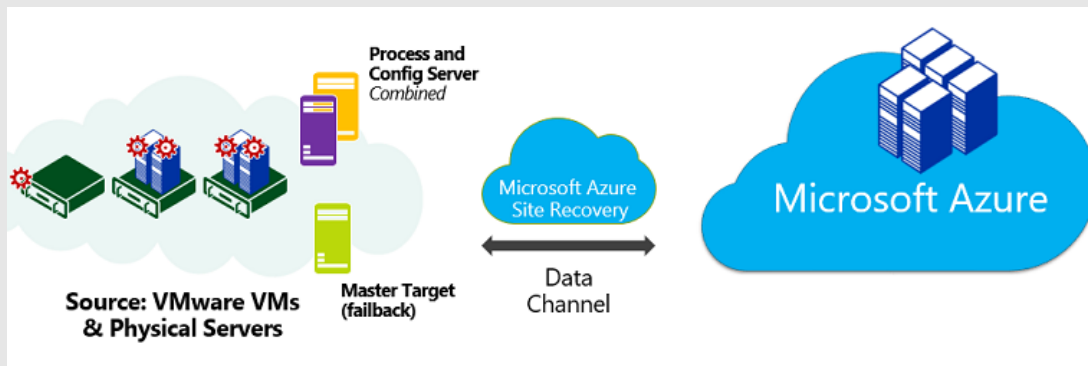 Process and
Config Server
Combined
Source: VMware VMs
& Physical Servers
Master Target
(failback)
Microsoft Azure
Site Recovery
Data
Channel
Microsoft Azure